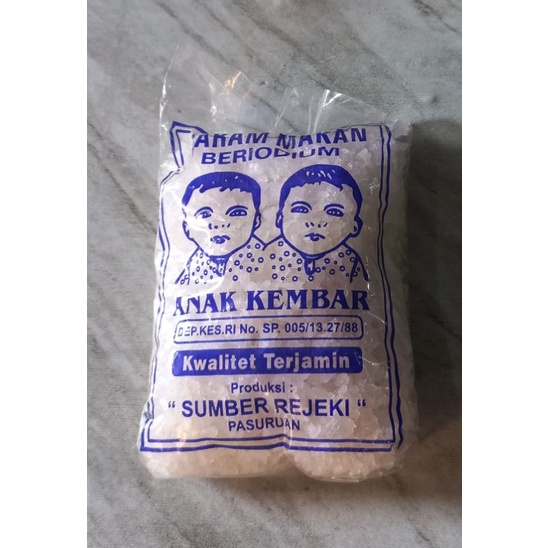 GARAM MAKAN
BERIODIUM
ANAK KEMBAR
DEP.KES.RI No. SP. 005/13.27/88
Kwalitet Terjamin
Produksi :
" SUMBER REJEKI "
PASURUAN